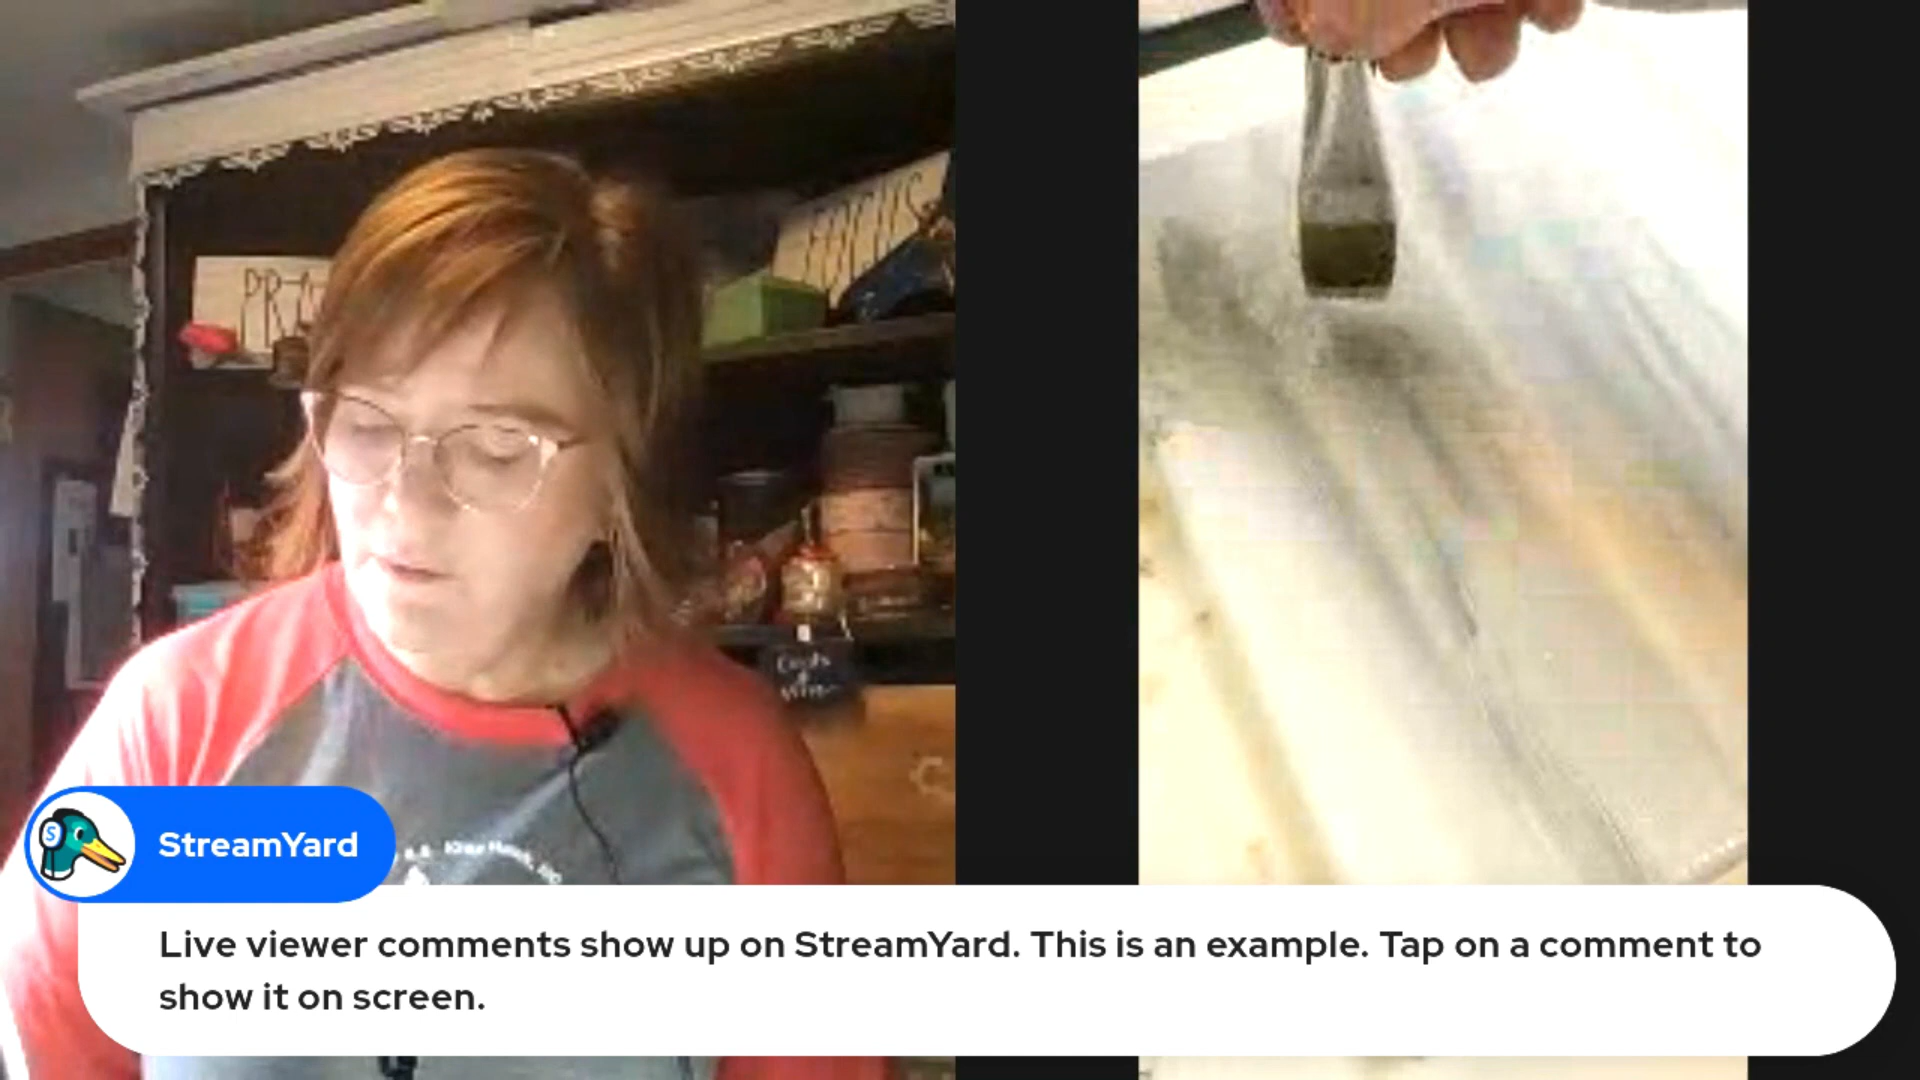 FOCUS
StreamYard
Live viewer comments show up on StreamYard. This is an example. Tap on a comment to
show it on screen.